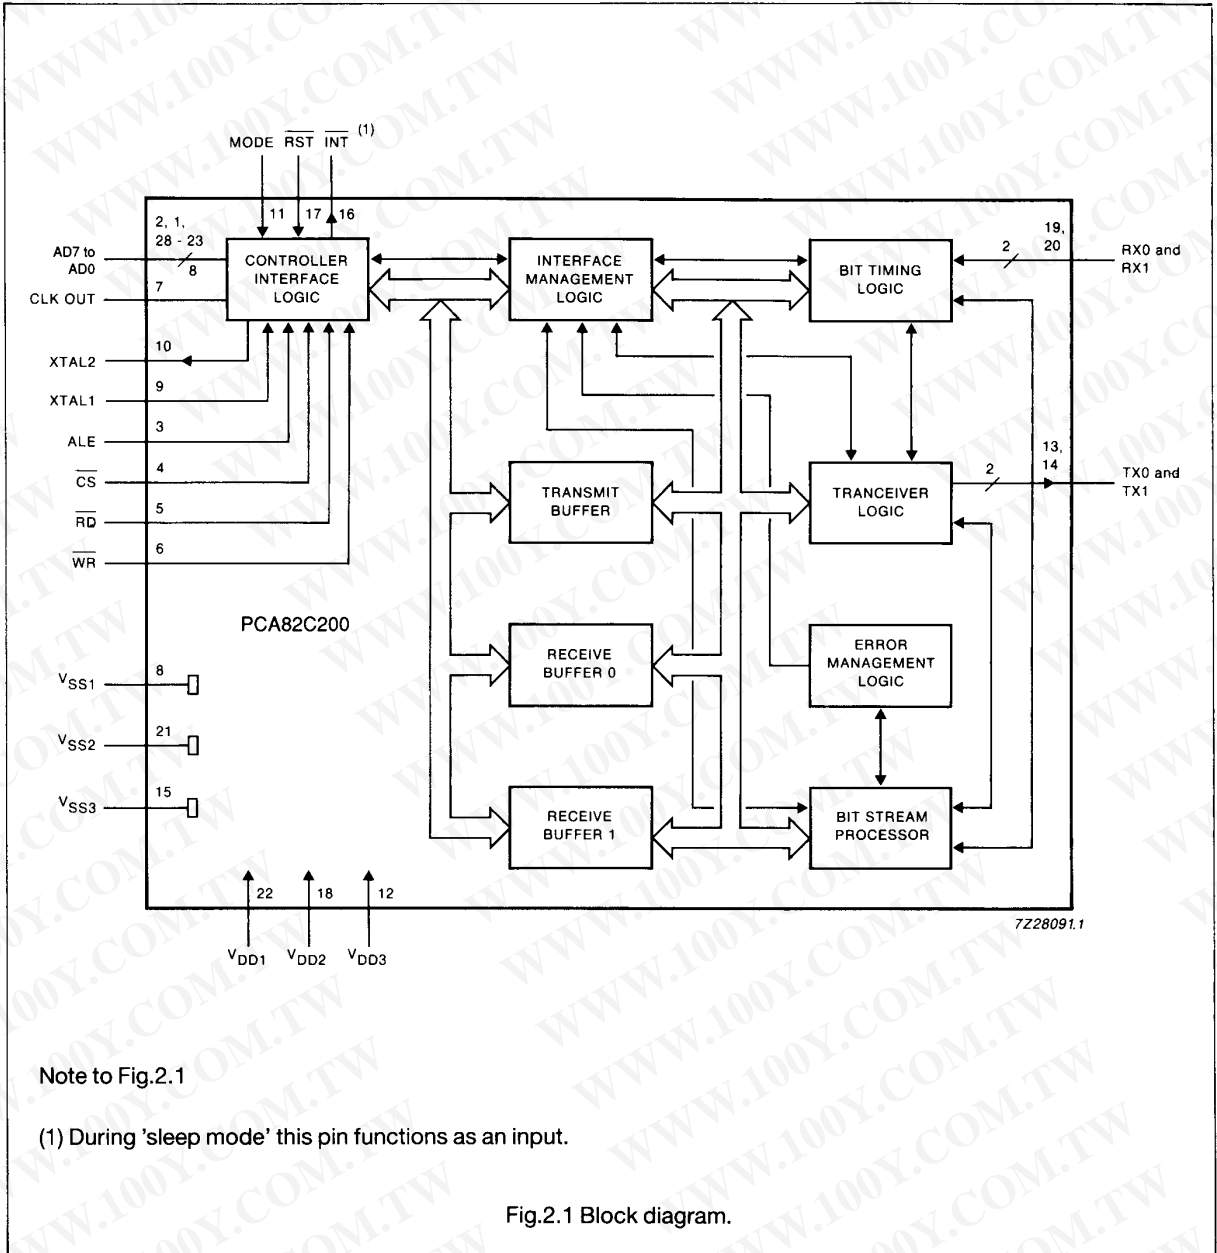 MODE R̅S̅T̅ I̅N̅T̅ (1)
11 17 16
2, 1,
28 - 23
AD7 to
AD0
8
7
CLK OUT
10
XTAL2
9
XTAL1
3
ALE
4
C̅S̅
5
R̅D̅
6
W̅R̅
CONTROLLER
INTERFACE
LOGIC
INTERFACE
MANAGEMENT
LOGIC
BIT TIMING
LOGIC
2
19,
20
RX0 and
RX1
TRANSMIT
BUFFER
TRANCEIVER
LOGIC
2
13,
14
TX0 and
TX1
PCA82C200
RECEIVE
BUFFER 0
ERROR
MANAGEMENT
LOGIC
8
VSS1
21
VSS2
15
VSS3
RECEIVE
BUFFER 1
BIT STREAM
PROCESSOR
22 18 12
VDD1 VDD2 VDD3
7Z28091.1
Note to Fig.2.1
(1) During 'sleep mode' this pin functions as an input.
Fig.2.1 Block diagram.
WWW.100Y.COM.TW